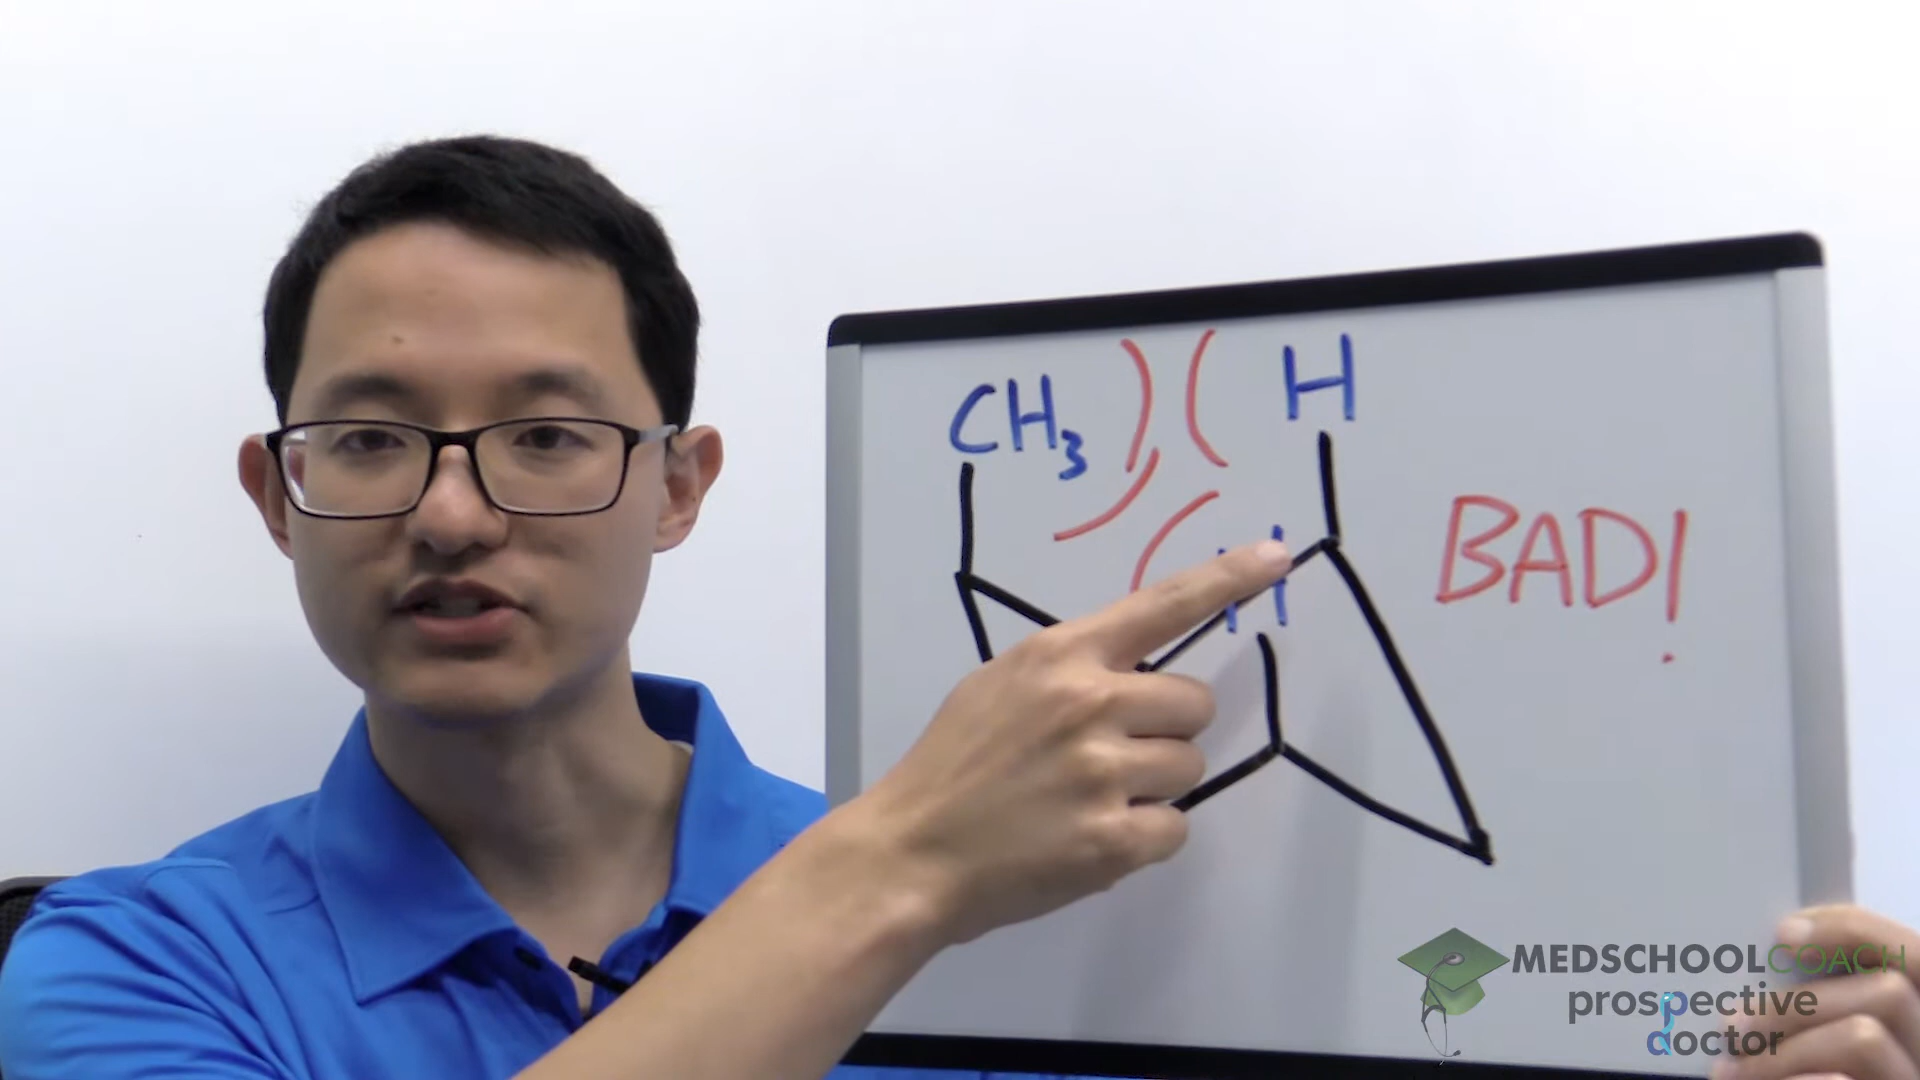 CH3 ) ( H
H
BAD!
MEDSCHOOLCOACH
prospective
doctor